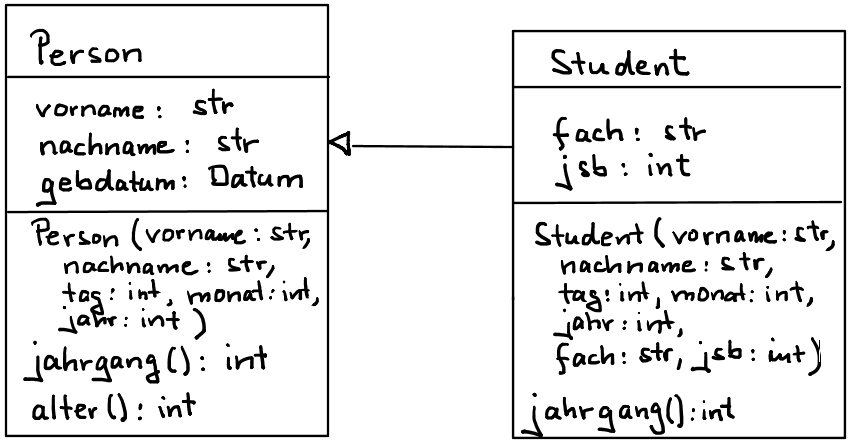 Person
vorname: str
nachname: str
gebdatum: Datum
Person(vorname: str,
nachname: str,
tag: int, monat: int,
jahr: int)
jahrgang(): int
alter(): int
Student
fach: str
jsb: int
Student(vorname: str,
nachname: str,
tag: int, monat: int,
jahr: int,
fach: str, jsb: int)
jahrgang(): int